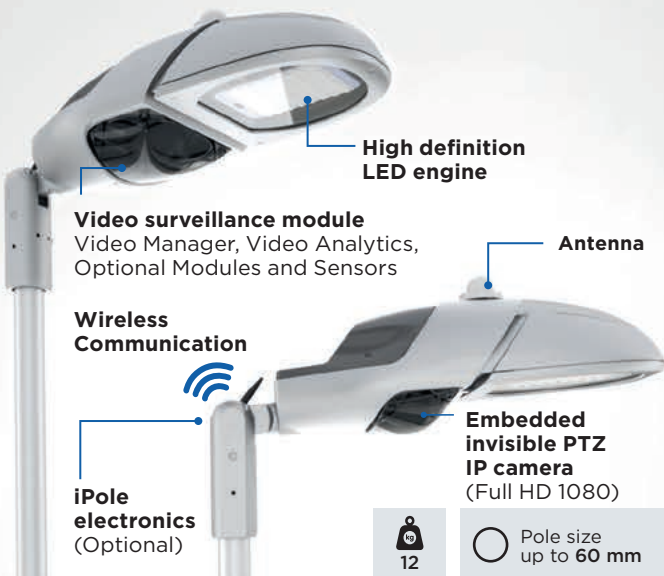 High definition
LED engine
Video surveillance module
Video Manager, Video Analytics,
Optional Modules and Sensors
Antenna
Wireless
Communication
Embedded
invisible PTZ
IP camera
(Full HD 1080)
iPole
electronics
(Optional)
kg
12
Pole size
up to 60 mm